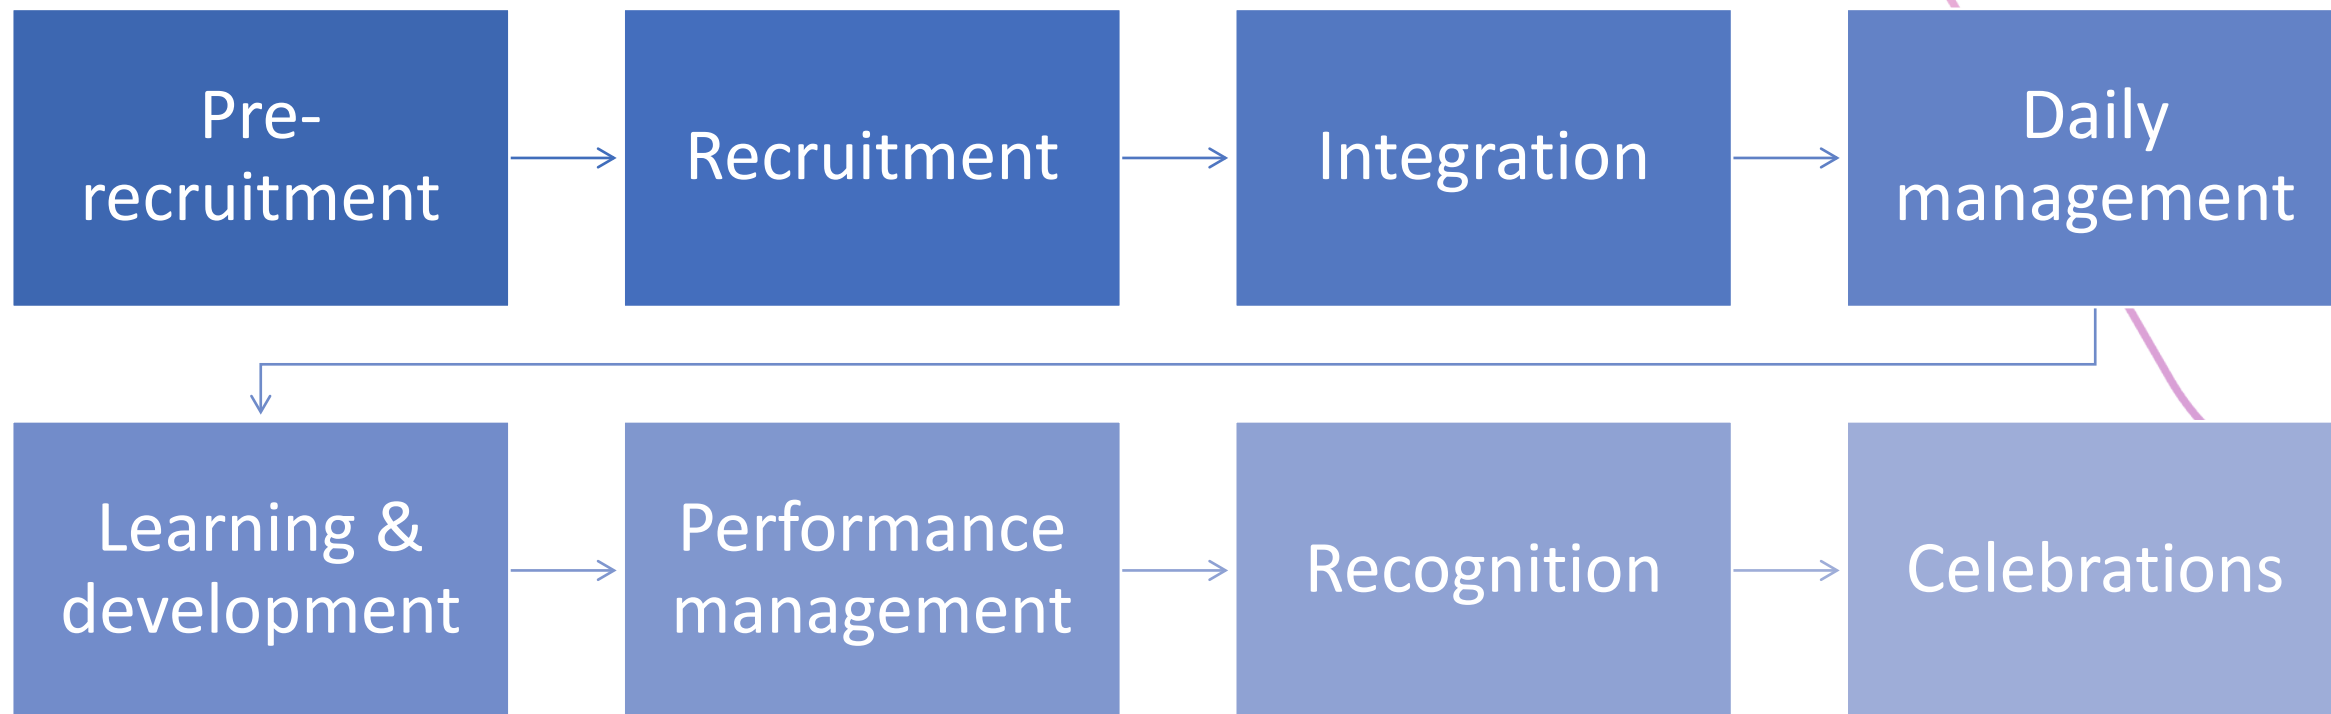 Pre-
recruitment
Recruitment
Integration
Daily
management
Learning &
development
Performance
management
Recognition
Celebrations